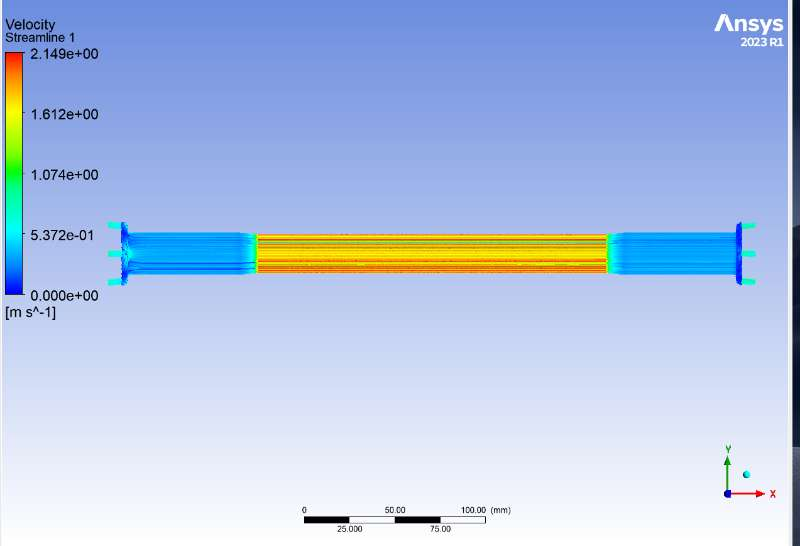 Velocity
Streamline 1
2.149e+00
1.612e+00
1.074e+00
5.372e-01
0.000e+00
[m s^-1]
Ansys
2023 R1
0 50.00 100.00 (mm)
25.000 75.00
Y
X